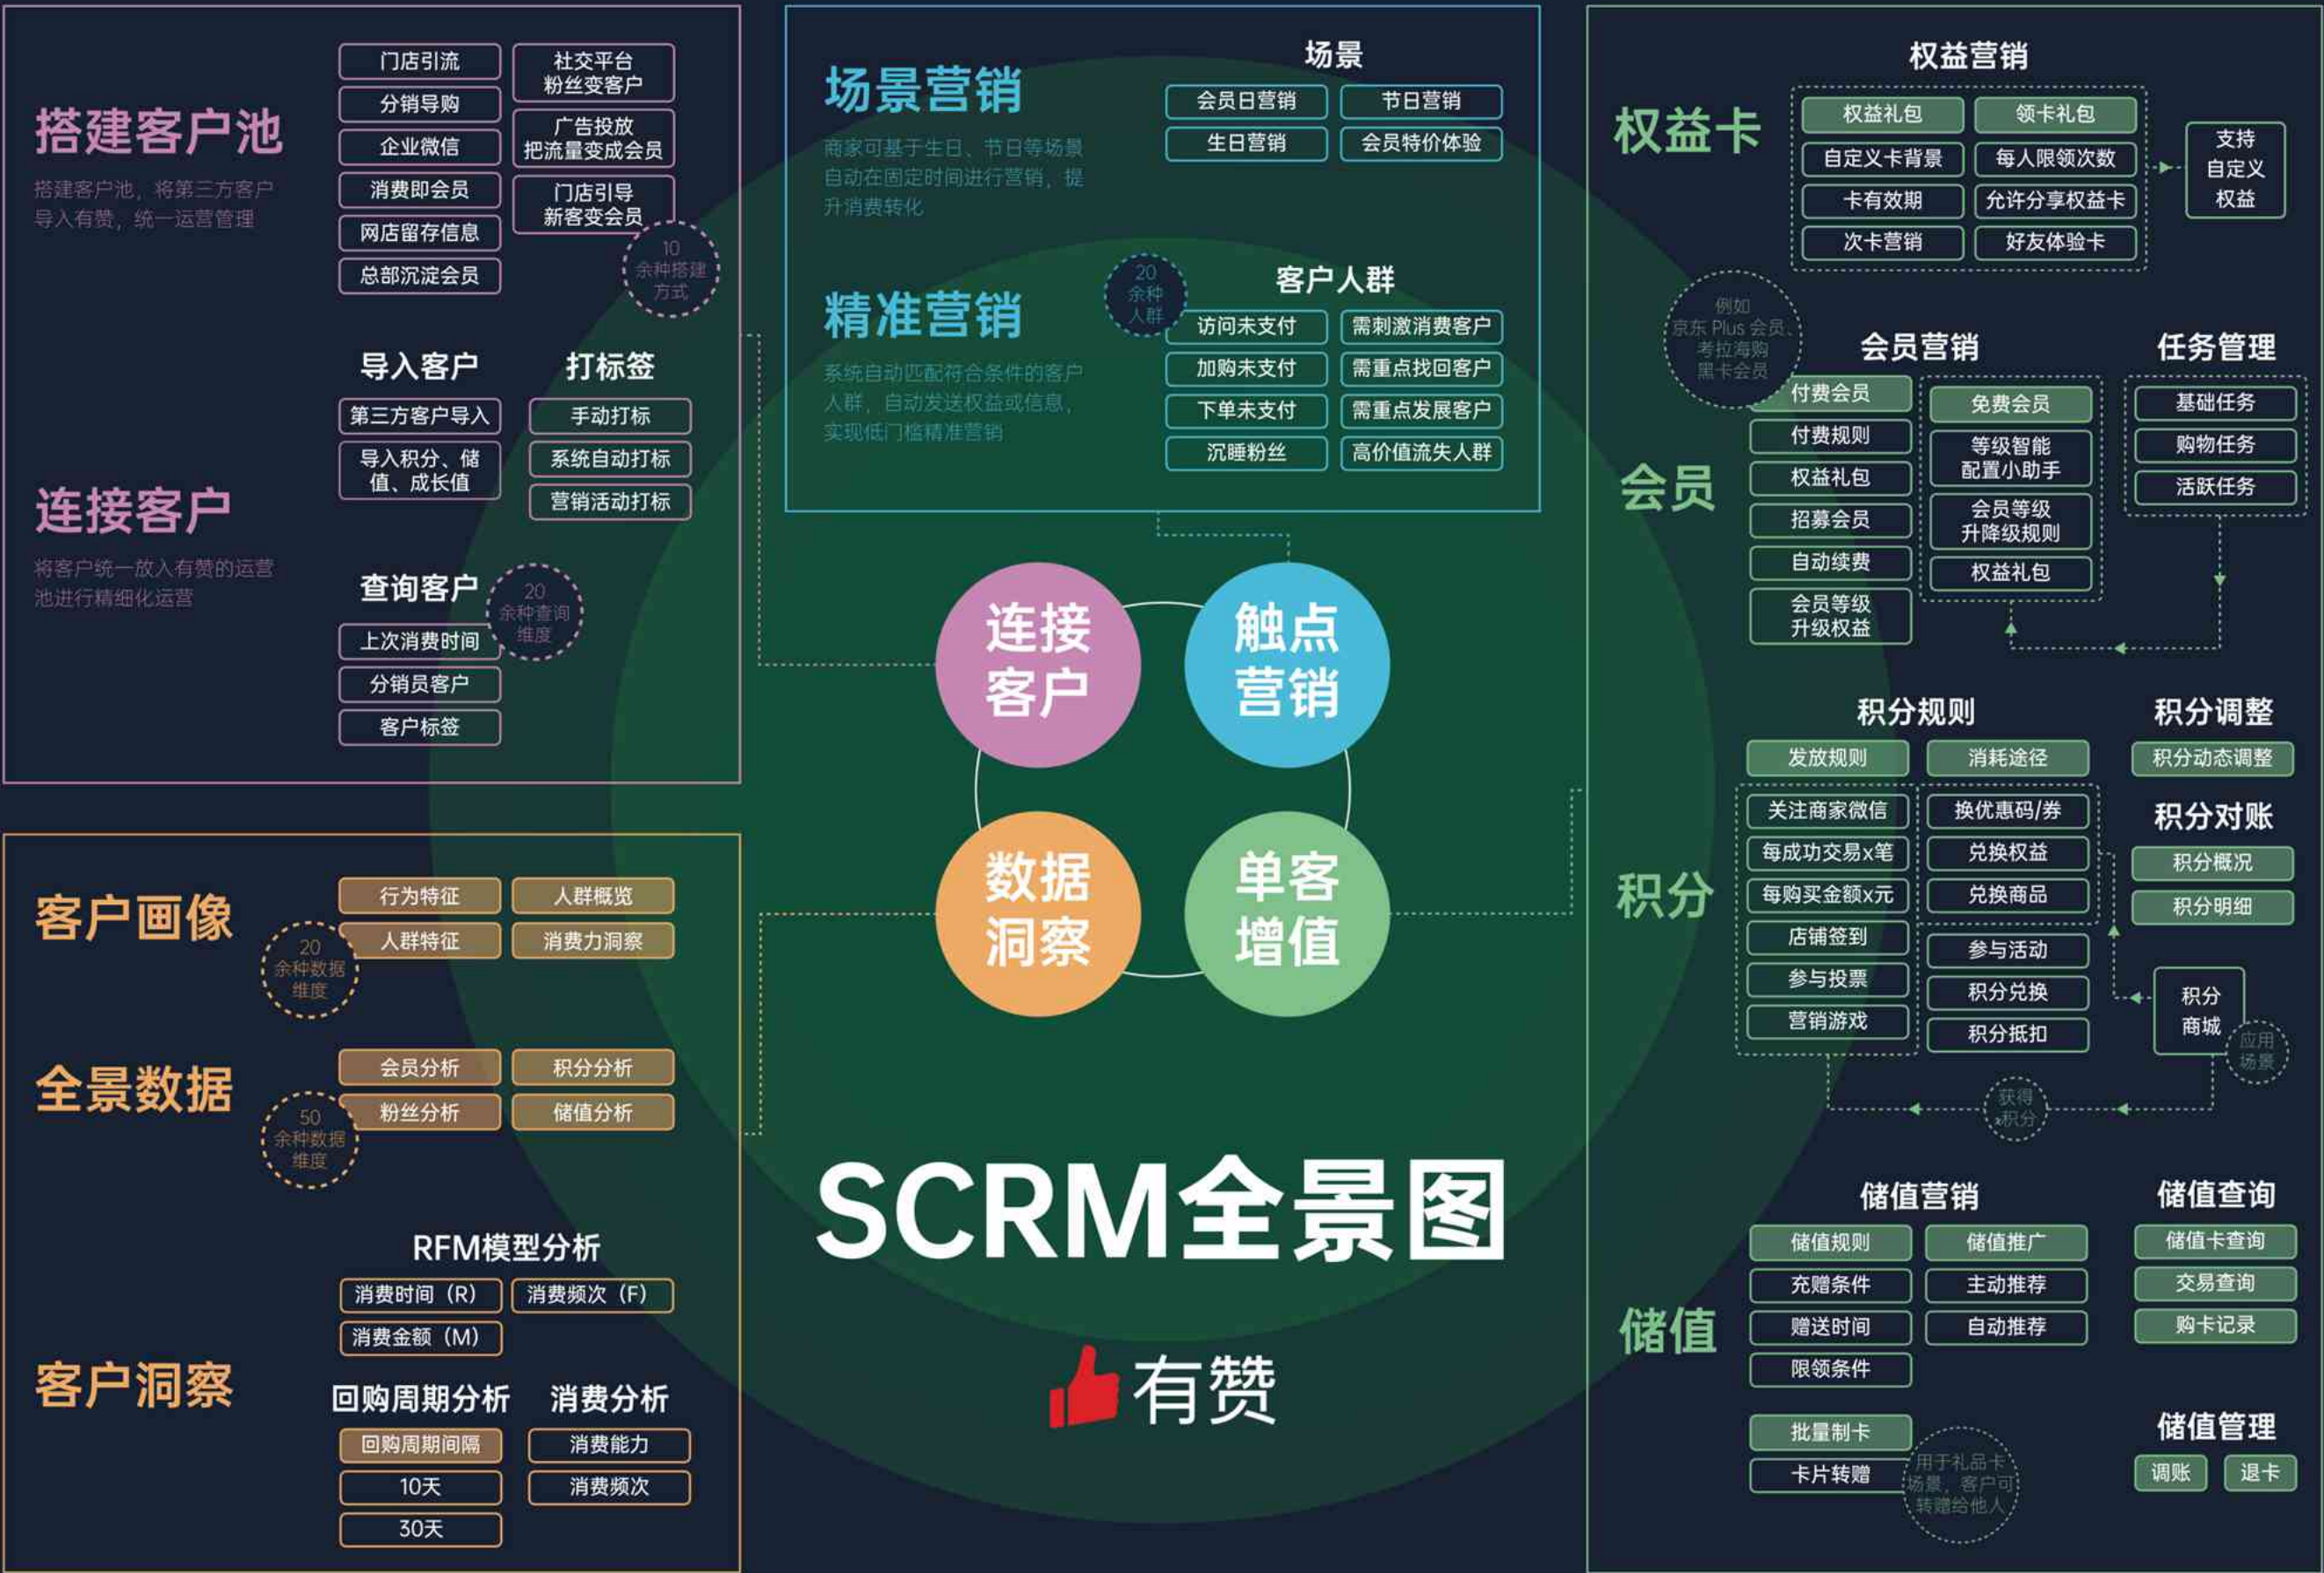 搭建客户池
搭建客户池，将第三方客户
导入有赞，统一运营管理
门店引流
分销导购
企业微信
消费即会员
网店留存信息
总部沉淀会员
社交平台
粉丝变客户
广告投放
把流量变成会员
门店引导
新客变会员
10
余种搭建
方式
连接客户
将客户统一放入有赞的运营
池进行精细化运营
导入客户
第三方客户导入
导入积分、储
值、成长值
打标签
手动打标
系统自动打标
营销活动打标
查询客户
20
余种查询
维度
上次消费时间
分销员客户
客户标签
客户画像
20
余种数据
维度
行为特征
人群概览
人群特征
消费力洞察
全景数据
50
余种数据
维度
会员分析
积分分析
粉丝分析
储值分析
客户洞察
RFM模型分析
消费时间（R）
消费频次（F）
消费金额（M）
回购周期分析
回购周期间隔
10天
30天
消费分析
消费能力
消费频次
场景营销
商家可基于生日、节日等场景
自动在固定时间进行营销，提
升消费转化
场景
会员日营销
节日营销
生日营销
会员特价体验
精准营销
系统自动匹配符合条件的客户
人群，自动发送权益或信息，
实现低门槛精准营销
20
余种
人群
客户人群
访问未支付
需刺激消费客户
加购未支付
需重点找回客户
下单未支付
需重点发展客户
沉睡粉丝
高价值流失人群
连接
客户
触点
营销
数据
洞察
单客
增值
SCRM全景图
有赞
权益卡
权益营销
权益礼包
领卡礼包
自定义卡背景
每人限领次数
卡有效期
允许分享权益卡
次卡营销
好友体验卡
支持
自定义
权益
会员
例如
京东 Plus 会员、
考拉海购
黑卡会员
会员营销
付费会员
付费规则
权益礼包
招募会员
自动续费
会员等级
升级权益
免费会员
等级智能
配置小助手
会员等级
升降级规则
权益礼包
任务管理
基础任务
购物任务
活跃任务
积分
积分规则
发放规则
关注商家微信
每成功交易x笔
每购买金额x元
店铺签到
参与投票
营销游戏
消耗途径
换优惠码/券
兑换权益
兑换商品
参与活动
积分兑换
积分抵扣
积分调整
积分动态调整
积分对账
积分概况
积分明细
积分
商城
应用
场景
获得
x积分
储值
储值营销
储值规则
充赠条件
赠送时间
限领条件
储值推广
主动推荐
自动推荐
批量制卡
卡片转赠
用于礼品卡
场景，客户可
转赠给他人
储值查询
储值卡查询
交易查询
购卡记录
储值管理
调账
退卡